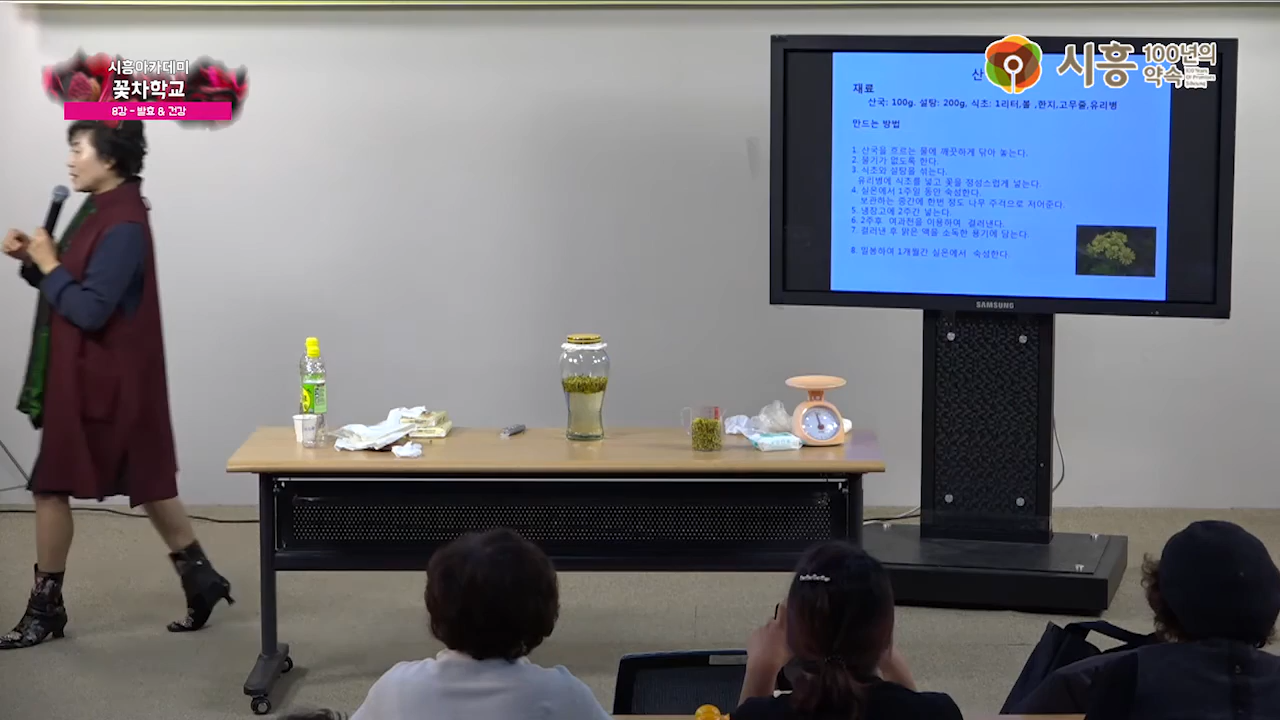 시흥아카데미
꽃차학교
8강 - 발효 & 건강
시흥 100년의 약속
산
재료
산국: 100g. 설탕: 200g, 식초: 1리터,볼 ,한지,고무줄,유리병
만드는 방법
1. 산국을 흐르는 물에 깨끗하게 닦아 놓는다.
2. 물기가 없도록 한다.
3. 식초와 설탕을 섞는다.
유리병에 식초를 넣고 꽃을 정성스럽게 넣는다.
4. 실온에서 1주일 동안 숙성한다.
보관하는 중간에 한번 정도 나무 주걱으로 저어준다.
5. 냉장고에 2주간 넣는다.
6. 2주후 여과천을 이용하여 걸러낸다.
7. 걸러낸 후 맑은 액을 소독한 용기에 담는다.
8. 밀봉하여 1개월간 실온에서 숙성한다.
SAMSUNG